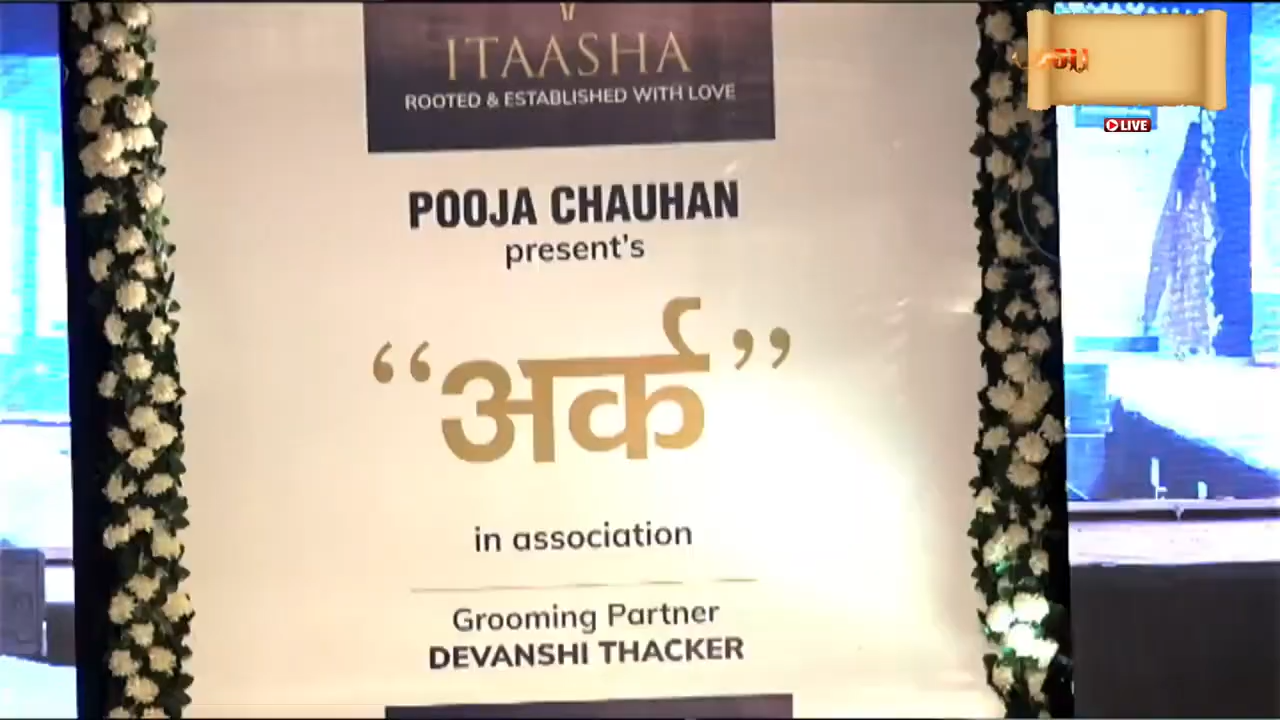 ITAASHA
ROOTED & ESTABLISHED WITH LOVE
POOJA CHAUHAN
present's
“अर्क”
in association
Grooming Partner
DEVANSHI THACKER
LIVE